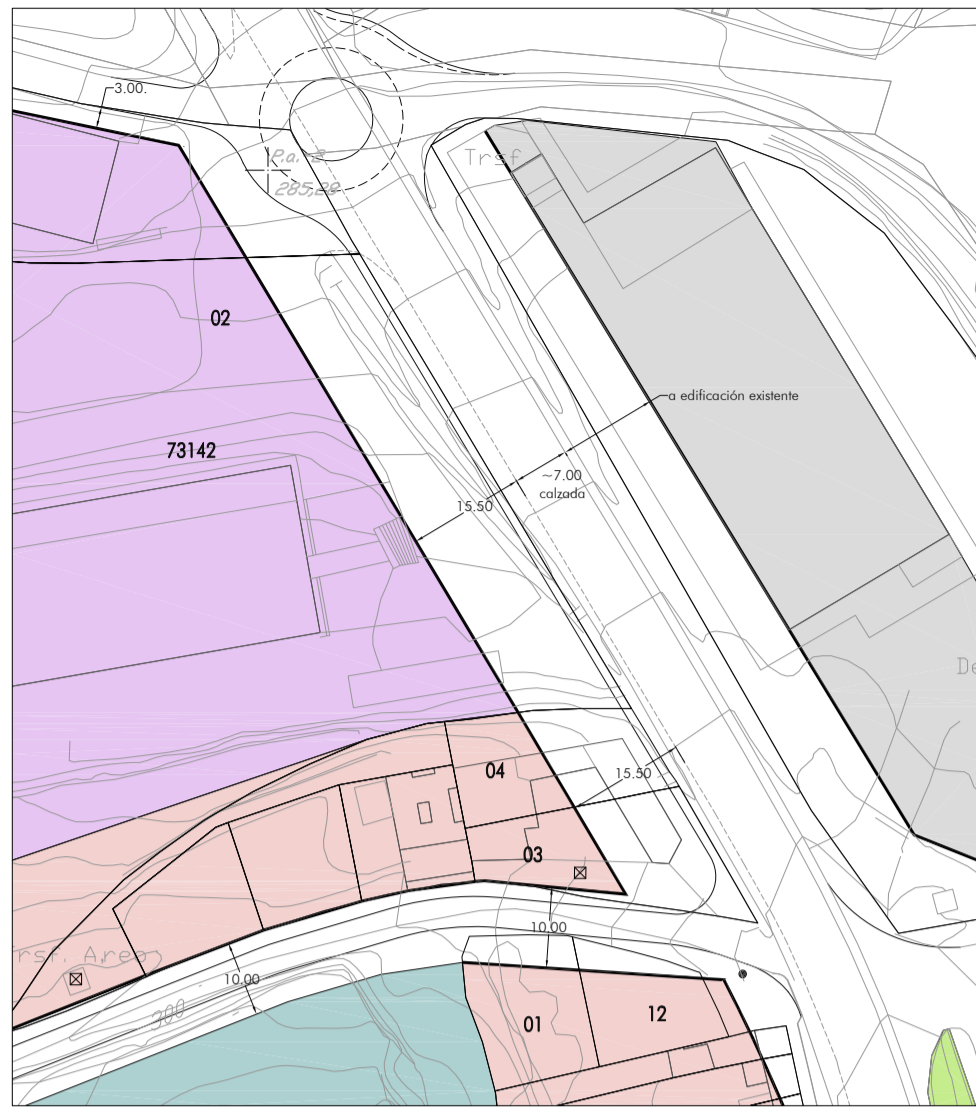 3.00.
Trsf
P.a. 2
285,29
02
a edificación existente
73142
~7.00
calzada
15.50
De
04
15.50
03
10.00
Trsf. Areo
10.00
300
01
12